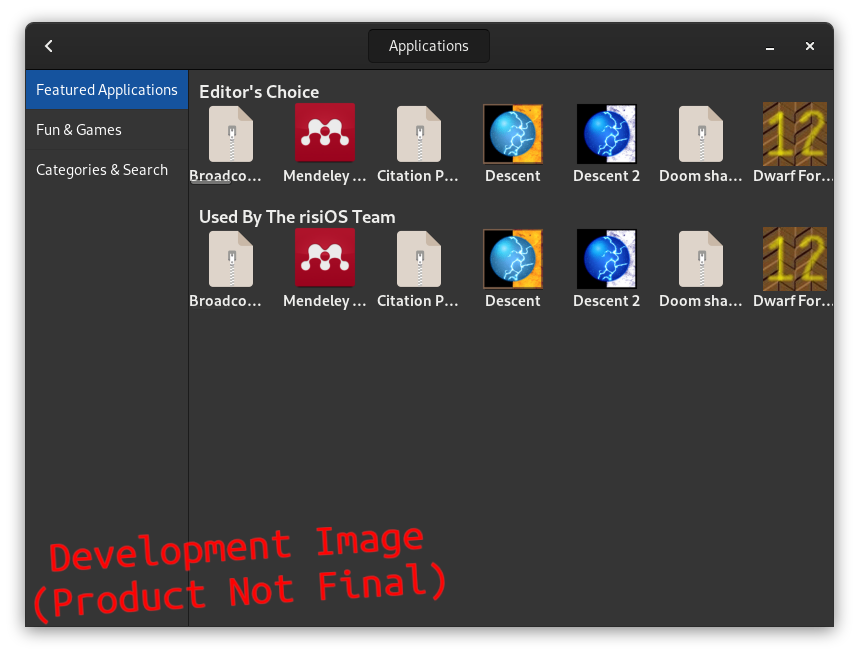 Applications
Featured Applications
Fun & Games
Categories & Search
Editor's Choice
Broadco...
Mendeley ...
Citation P...
Descent
Descent 2
Doom sha...
12
Dwarf For...
Used By The risiOS Team
Broadco...
Mendeley ...
Citation P...
Descent
Descent 2
Doom sha...
12
Dwarf For...
Development Image
(Product Not Final)